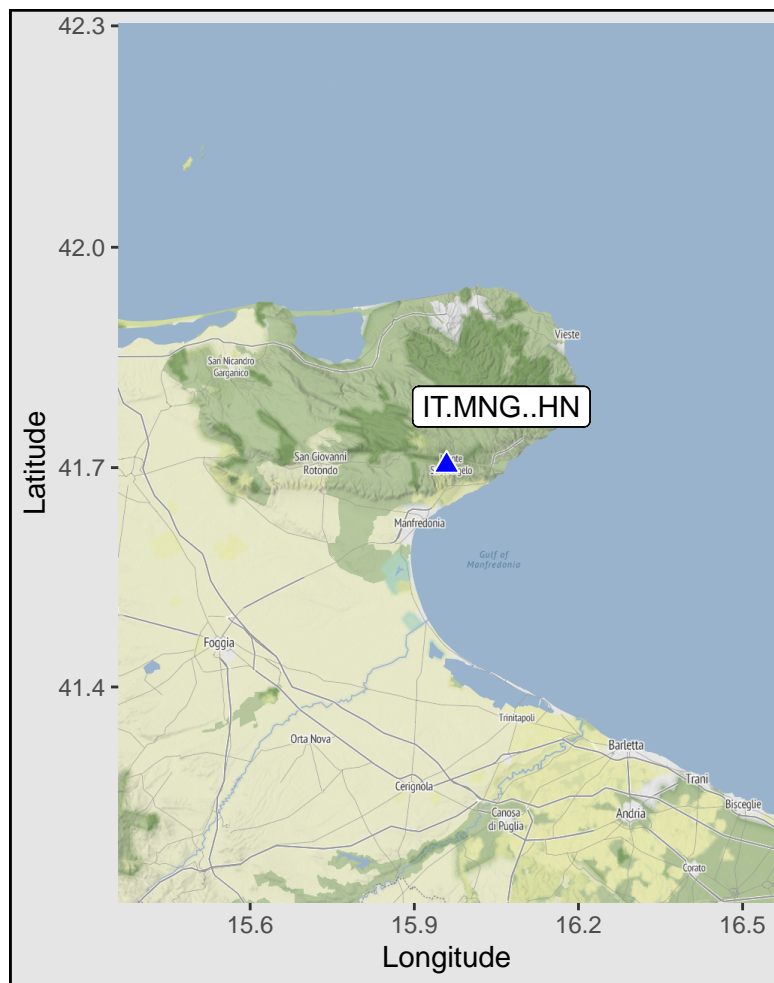 42.3
42.0
41.7
41.4
Latitude
Vieste
San Nicandro
Garganico
IT.MNG..HN
San Giovanni
Rotondo
Manfredonia
Gulf of
Manfredonia
Foggia
Trinitapoli
Orta Nova
Barletta
Cerignola
Trani
Bisceglie
Canosa
di Puglia
Andria
Corato
15.6
15.9
16.2
16.5
Longitude